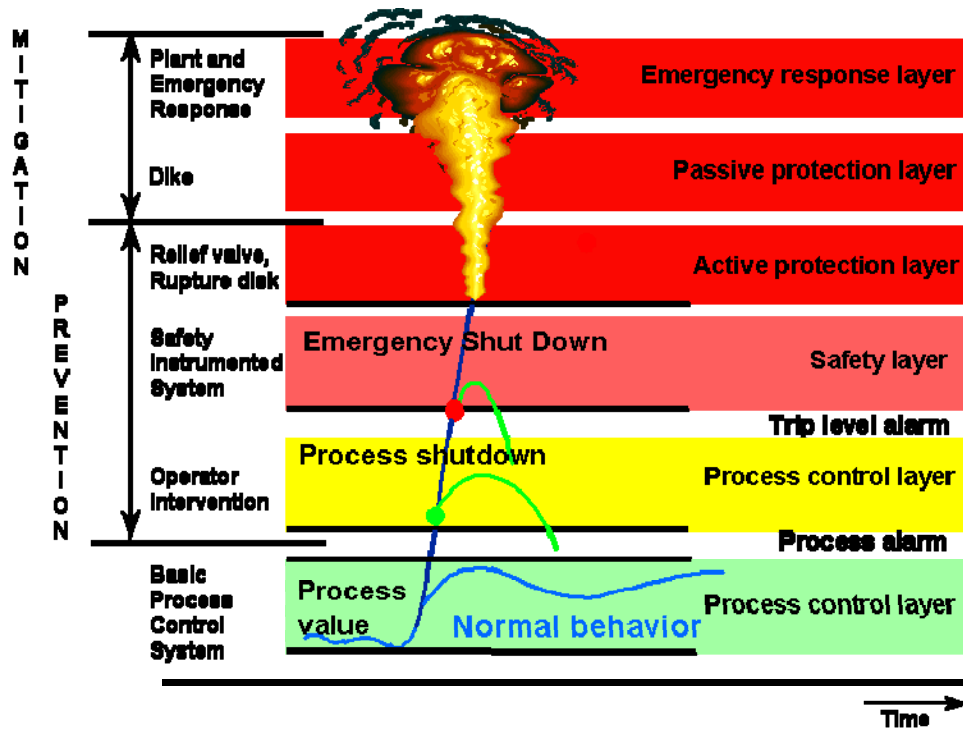 MITIGATION
PREVENTION
Plant and
Emergency
Response
Emergency response layer
Dike
Passive protection layer
Relief valve,
Rupture disk
Active protection layer
Safety
Instrumented
System
Emergency Shut Down
Safety layer
Trip level alarm
Operator
Intervention
Process shutdown
Process control layer
Process alarm
Basic
Process
Control
System
Process
value
Normal behavior
Process control layer
Time